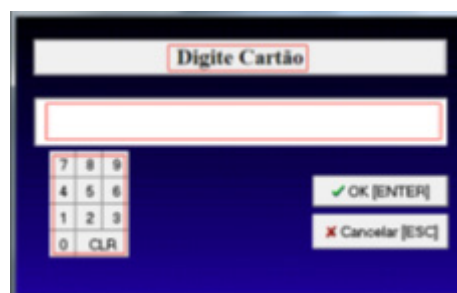 Digite Cartão
7 8 9
4 5 6
1 2 3
0 CLR
OK [ENTER]
Cancelar [ESC]